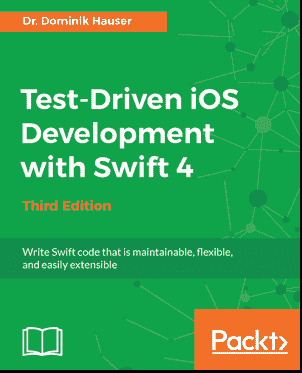 Dr. Dominik Hauser
Test-Driven iOS
Development
with Swift 4
Third Edition
Write Swift code that is maintainable, flexible,
and easily extensible
Packt>